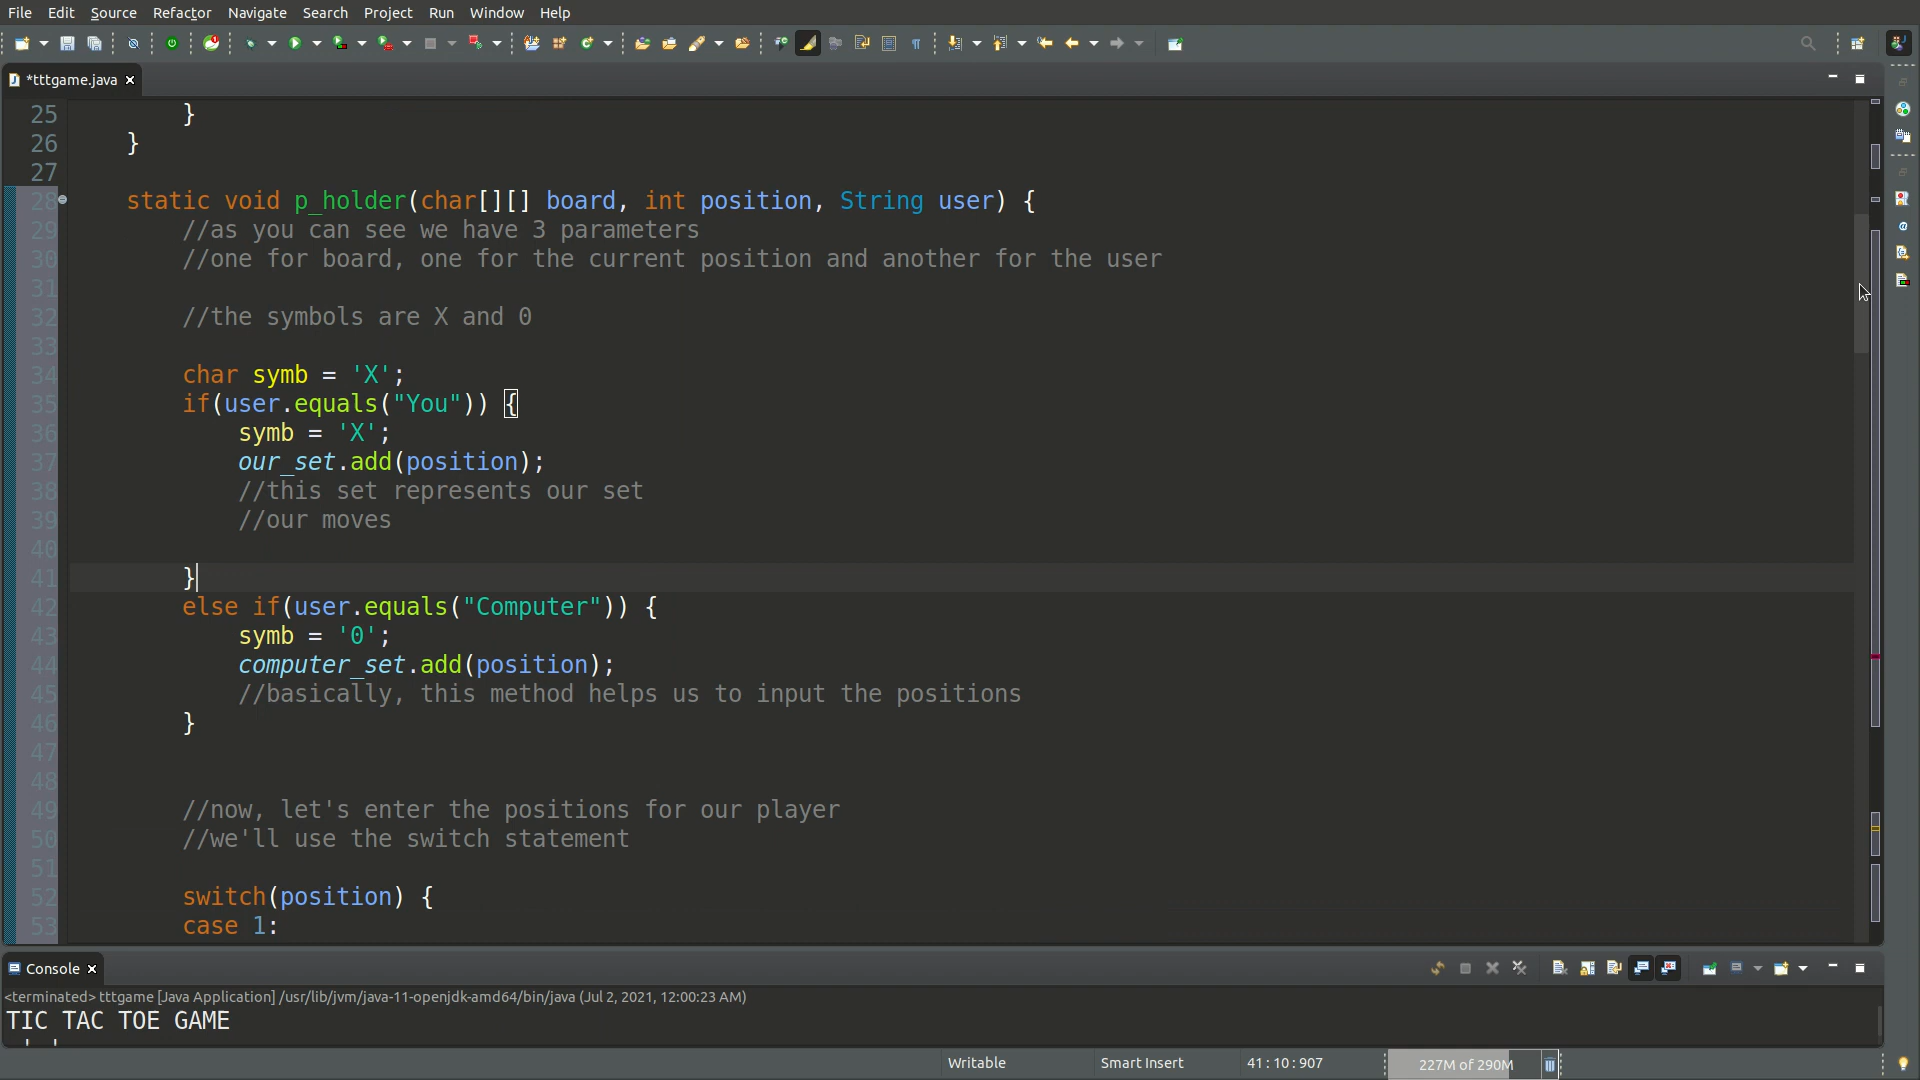 File Edit Source Refactor Navigate Search Project Run Window Help
*tttgame.java
25 }
26 }
27
28 static void p_holder(char[][] board, int position, String user) {
29 //as you can see we have 3 parameters
30 //one for board, one for the current position and another for the user
31
32 //the symbols are X and 0
33
34 char symb = 'X';
35 if(user.equals("You")) {
36 symb = 'X';
37 our_set.add(position);
38 //this set represents our set
39 //our moves
40
41 }
42 else if(user.equals("Computer")) {
43 symb = '0';
44 computer_set.add(position);
45 //basically, this method helps us to input the positions
46 }
47
48
49 //now, let's enter the positions for our player
50 //we'll use the switch statement
51
52 switch(position) {
53 case 1:
Console
<terminated> tttgame [Java Application] /usr/lib/jvm/java-11-openjdk-amd64/bin/java (Jul 2, 2021, 12:00:23 AM)
TIC TAC TOE GAME
Writable Smart Insert 41 : 10 : 907 227M of 290M